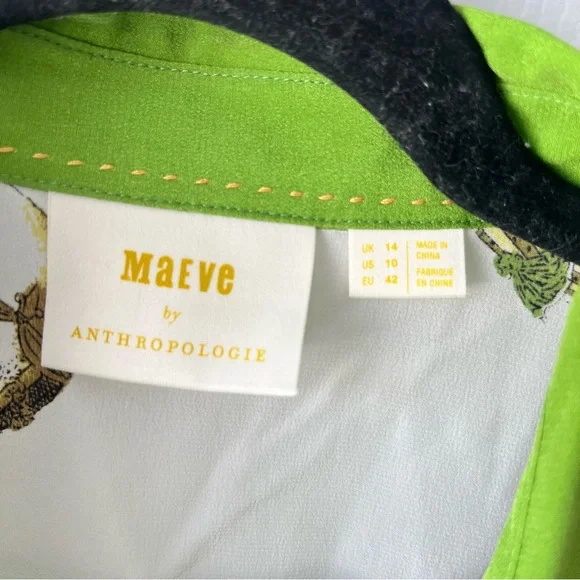 MaEVe
by
ANTHROPOLOGIE
UK 14
US 10
EU 42
MADE IN
CHINA
FABRIQUÉ
EN CHINE